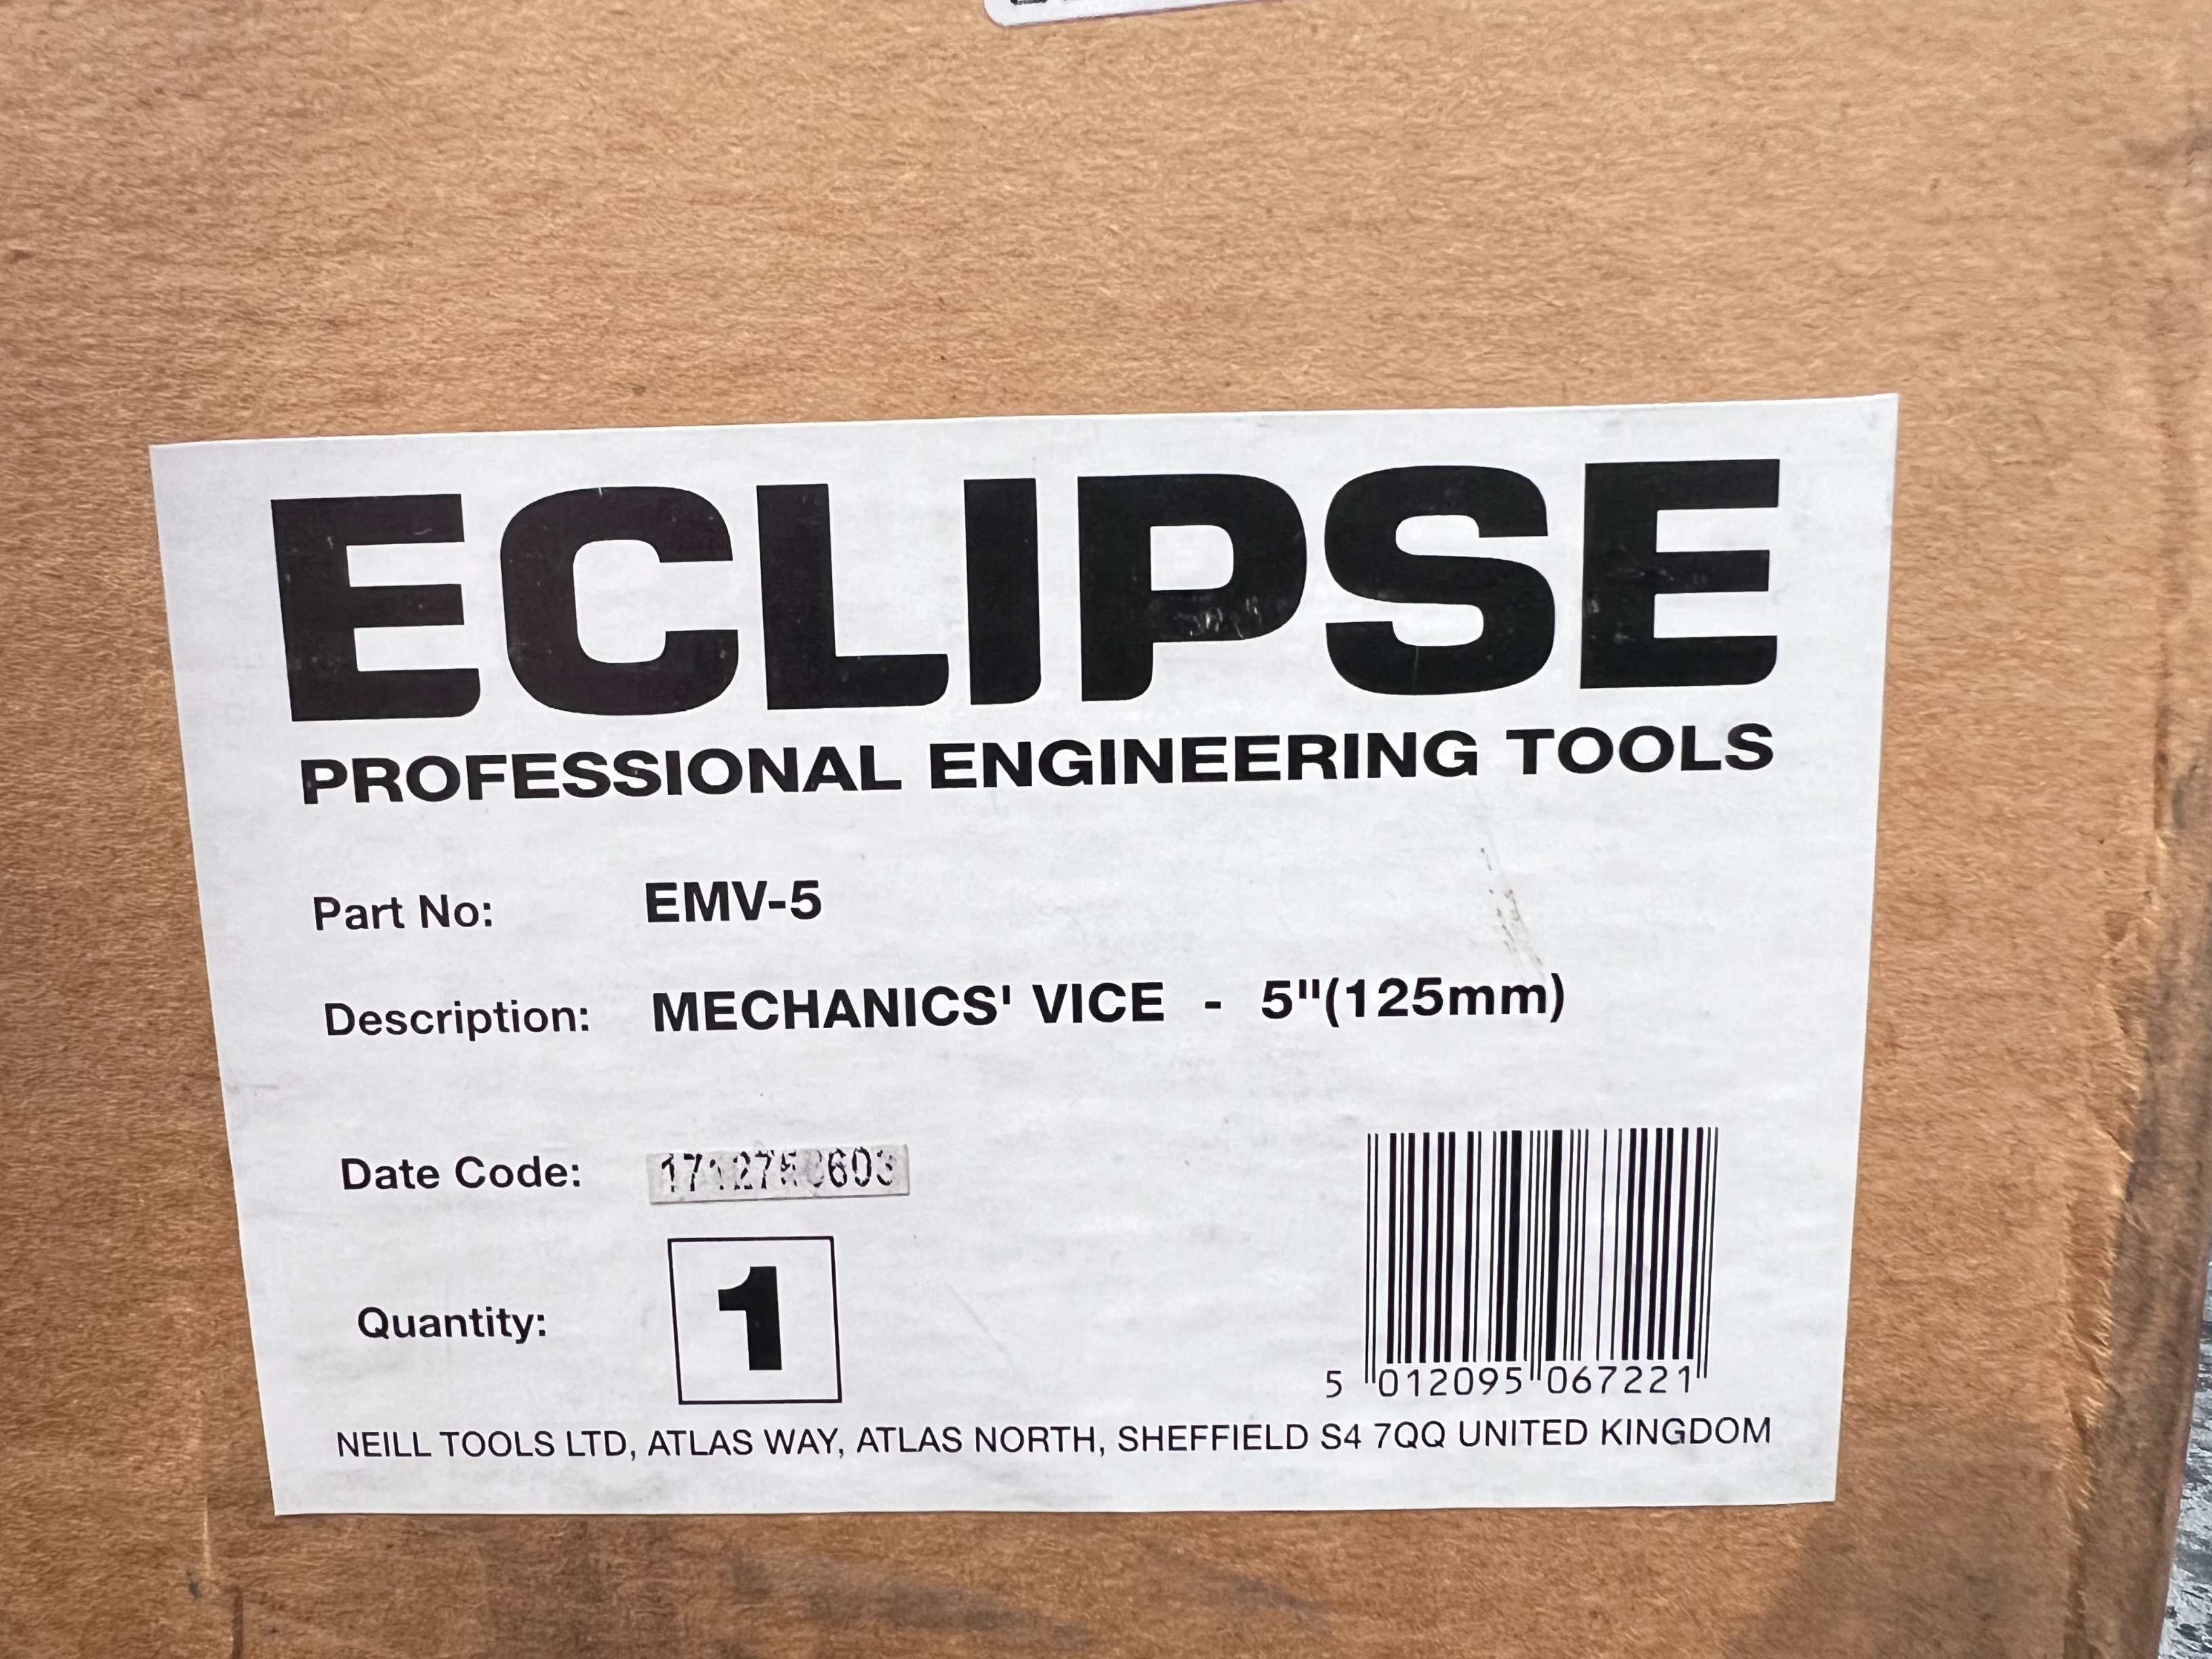 ECLIPSE
PROFESSIONAL ENGINEERING TOOLS
Part No: EMV-5
Description: MECHANICS' VICE - 5"(125mm)
Date Code:
Quantity: 1
5 012095 067221
NEILL TOOLS LTD, ATLAS WAY, ATLAS NORTH, SHEFFIELD S4 7QQ UNITED KINGDOM